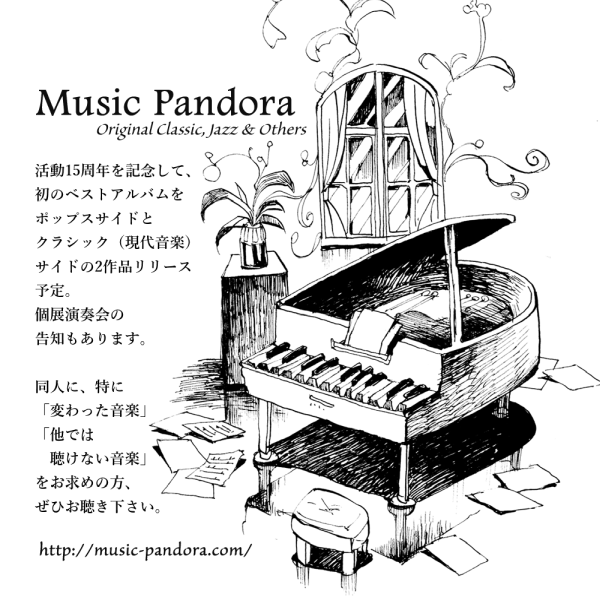 Music Pandora
Original Classic, Jazz & Others
活動15周年を記念して、
初のベストアルバムを
ポップスサイドと
クラシック（現代音楽）
サイドの2作品リリース
予定。
個展演奏会の
告知もあります。
同人に、特に
「変わった音楽」
「他では
聴けない音楽」
をお求めの方、
ぜひお聴き下さい。
http://music-pandora.com/